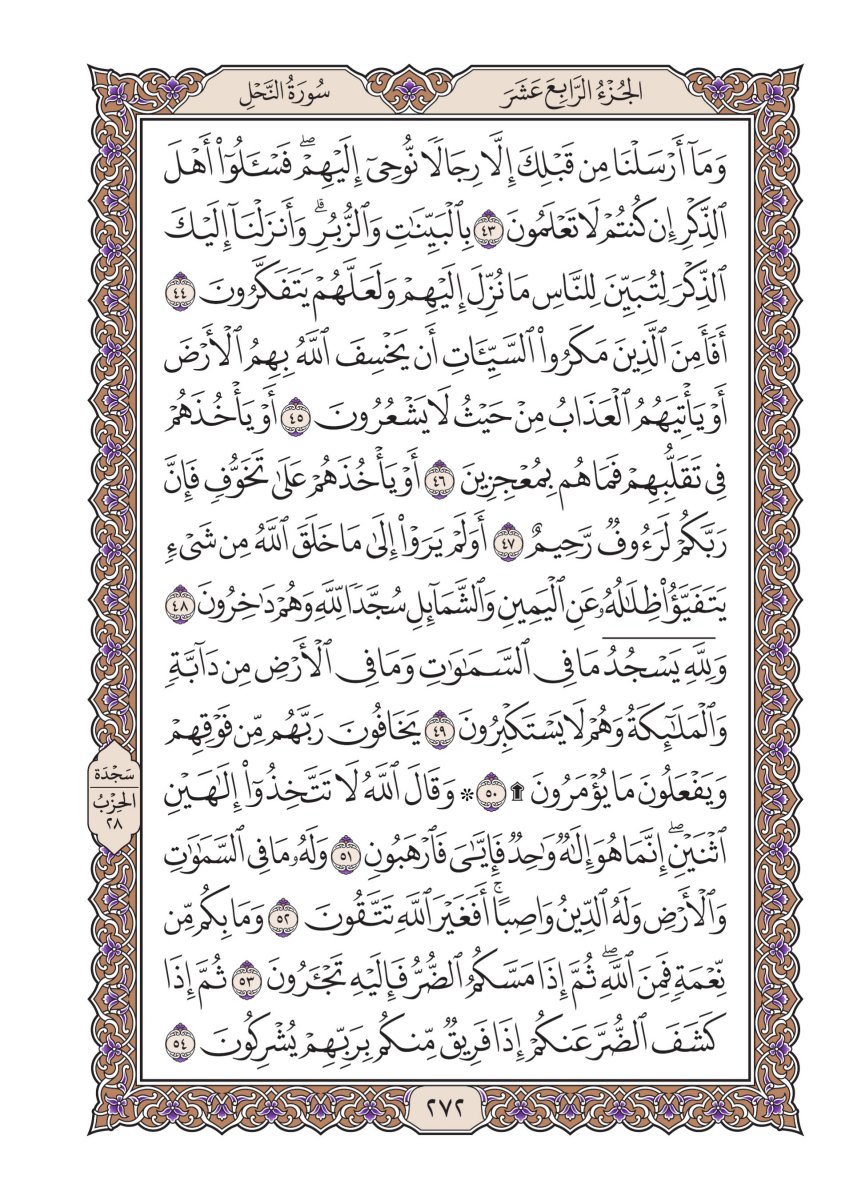 الجُزْءُ الرَّابِعَ عَشَرَ
سُورَةُ النَّحْلِ
وَمَآ أَرْسَلْنَا مِن قَبْلِكَ إِلَّا رِجَالًا نُّوحِىٓ إِلَيْهِمْۖ فَسْـَٔلُوٓا۟ أَهْلَ
ٱلذِّكْرِ إِن كُنتُمْ لَا تَعْلَمُونَ ٤٣ بِٱلْبَيِّنَٰتِ وَٱلزُّبُرِۗ وَأَنزَلْنَآ إِلَيْكَ
ٱلذِّكْرَ لِتُبَيِّنَ لِلنَّاسِ مَا نُزِّلَ إِلَيْهِمْ وَلَعَلَّهُمْ يَتَفَكَّرُونَ ٤٤
أَفَأَمِنَ ٱلَّذِينَ مَكَرُوا۟ ٱلسَّيِّـَٔاتِ أَن يَخْسِفَ ٱللَّهُ بِهِمُ ٱلْأَرْضَ
أَوْ يَأْتِيَهُمُ ٱلْعَذَابُ مِنْ حَيْثُ لَا يَشْعُرُونَ ٤٥ أَوْ يَأْخُذَهُمْ
فِى تَقَلُّبِهِمْ فَمَا هُم بِمُعْجِزِينَ ٤٦ أَوْ يَأْخُذَهُمْ عَلَىٰ تَخَوُّفٍ فَإِنَّ
رَبَّكُمْ لَرَءُوفٌ رَّحِيمٌ ٤٧ أَوَلَمْ يَرَوْا۟ إِلَىٰ مَا خَلَقَ ٱللَّهُ مِن شَىْءٍ
يَتَفَيَّؤُا۟ ظِلَٰلُهُۥ عَنِ ٱلْيَمِينِ وَٱلشَّمَآئِلِ سُجَّدًا لِّلَّهِ وَهُمْ دَٰخِرُونَ ٤٨
وَلِلَّهِ يَسْجُدُ مَا فِى ٱلسَّمَٰوَٰتِ وَمَا فِى ٱلْأَرْضِ مِن دَآبَّةٍ
وَٱلْمَلَٰٓئِكَةُ وَهُمْ لَا يَسْتَكْبِرُونَ ٤٩ يَخَافُونَ رَبَّهُم مِّن فَوْقِهِمْ
وَيَفْعَلُونَ مَا يُؤْمَرُونَ ۩ ٥٠ * وَقَالَ ٱللَّهُ لَا تَتَّخِذُوٓا۟ إِلَٰهَيْنِ
ٱثْنَيْنِۖ إِنَّمَا هُوَ إِلَٰهٌ وَٰحِدٌ فَإِيَّٰىَ فَٱرْهَبُونِ ٥١ وَلَهُۥ مَا فِى ٱلسَّمَٰوَٰتِ
وَٱلْأَرْضِ وَلَهُ ٱلدِّينُ وَاصِبًاۚ أَفَغَيْرَ ٱللَّهِ تَتَّقُونَ ٥٢ وَمَا بِكُم مِّن
نِّعْمَةٍ فَمِنَ ٱللَّهِۖ ثُمَّ إِذَا مَسَّكُمُ ٱلضُّرُّ فَإِلَيْهِ تَجْـَٔرُونَ ٥٣ ثُمَّ إِذَا
كَشَفَ ٱلضُّرَّ عَنكُمْ إِذَا فَرِيقٌ مِّنكُم بِرَبِّهِمْ يُشْرِكُونَ ٥٤
سَجْدَة
الحِزْبُ
٢٨
٢٧٢